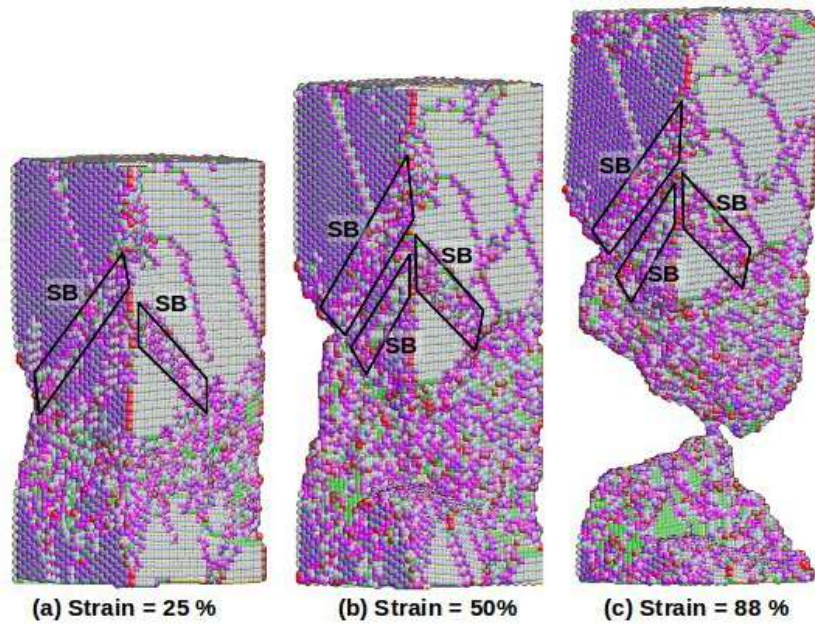 SB
SB
SB
SB
SB
SB
SB
SB
(a) Strain = 25 %
(b) Strain = 50%
(c) Strain = 88 %